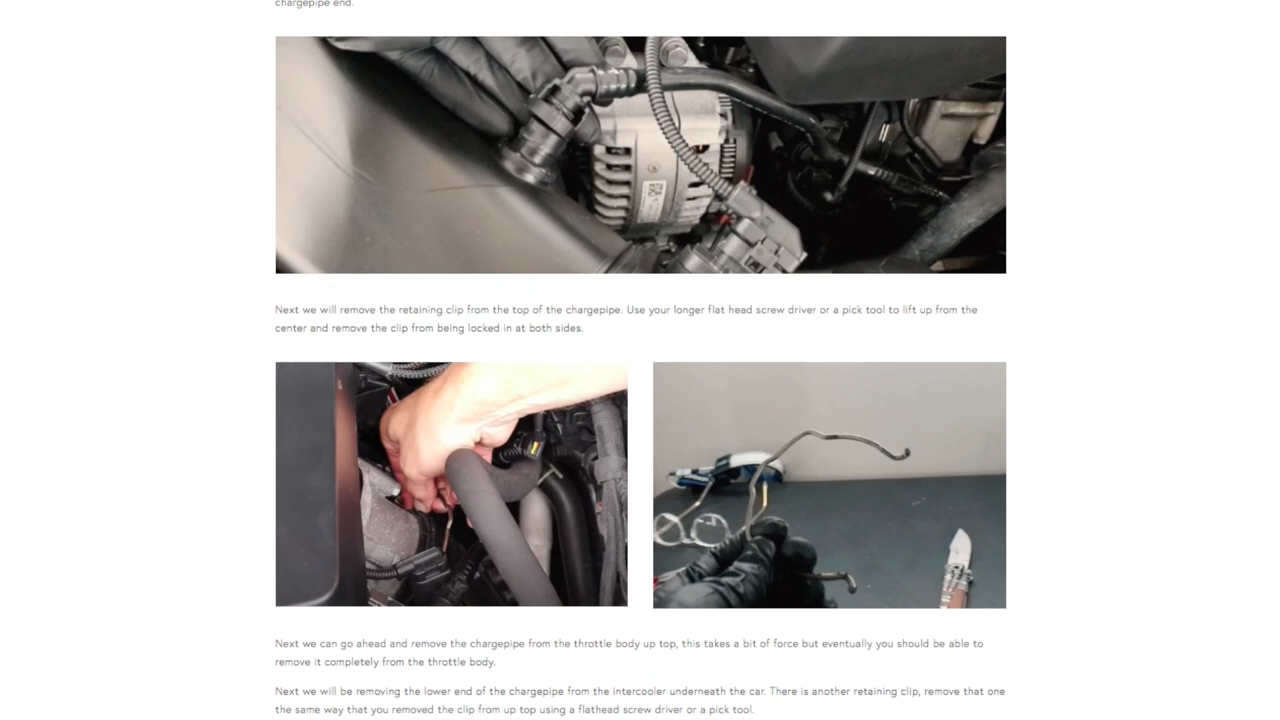 chargepipe end.
Next we will remove the retaining clip from the top of the chargepipe. Use your longer flat head screw driver or a pick tool to lift up from the
center and remove the clip from being locked in at both sides.
Next we can go ahead and remove the chargepipe from the throttle body up top, this takes a bit of force but eventually you should be able to
remove it completely from the throttle body.
Next we will be removing the lower end of the chargepipe from the intercooler underneath the car. There is another retaining clip, remove that one
the same way that you removed the clip from up top using a flathead screw driver or a pick tool.